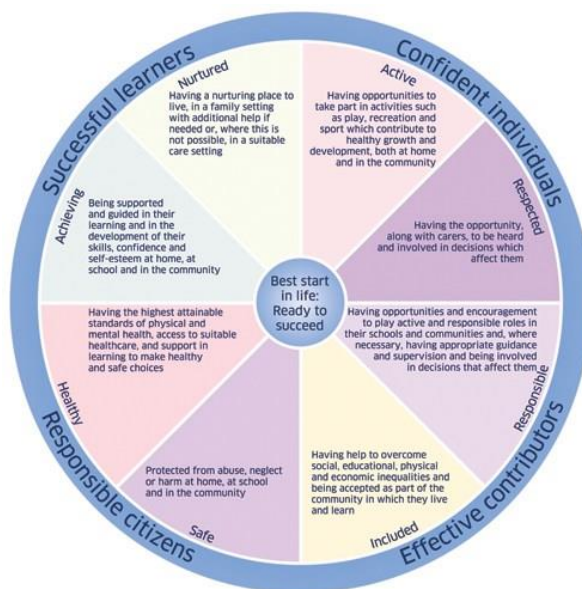 Successful learners
Confident individuals
Nurtured
Having a nurturing place to
live, in a family setting
with additional help if
needed or, where this is
not possible, in a suitable
care setting
Active
Having opportunities to
take part in activities such
as play, recreation and
sport which contribute to
healthy growth and
development, both at home
and in the community
Achieving
Being supported
and guided in their
learning and in the
development of their
skills, confidence and
self-esteem at home, at
school and in the community
Respected
Having the opportunity,
along with carers, to be heard
and involved in decisions which
affect them
Best start
in life:
Ready to
succeed
Healthy
Having the highest attainable
standards of physical and
mental health, access to suitable
healthcare, and support in
learning to make healthy
and safe choices
Having opportunities and encouragement
to play active and responsible roles in
their schools and communities and, where
necessary, having appropriate guidance
and supervision and being involved
in decisions that affect them
Responsible
Protected from abuse, neglect
or harm at home, at school
and in the community
Safe
Having help to overcome
social, educational, physical
and economic inequalities and
being accepted as part of the
community in which they live
and learn
Included
Responsible citizens
Effective contributors